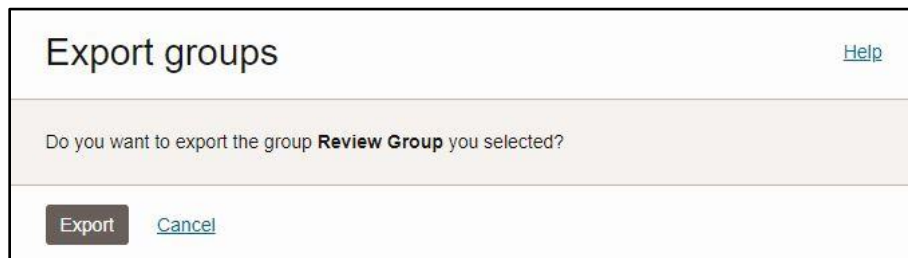 Export groups
Help
Do you want to export the group Review Group you selected?
Export
Cancel